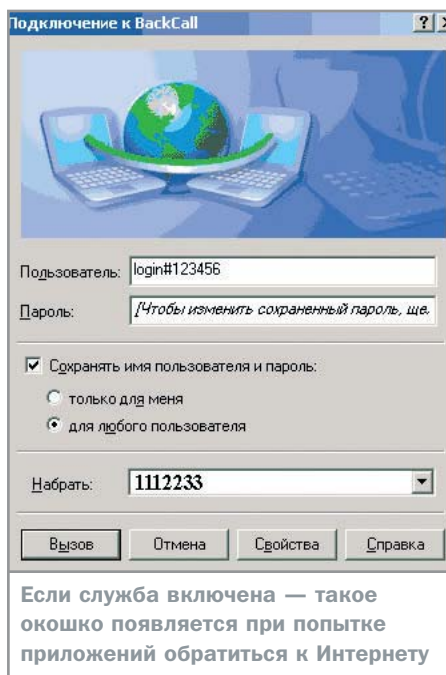 Подключение к BackCall
Пользователь: login#123456
Пароль: [Чтобы изменить сохраненный пароль, ще.
Сохранять имя пользователя и пароль:
только для меня
для любого пользователя
Набрать: 1112233
Вызов Отмена Свойства Справка
Если служба включена — такое
окошко появляется при попытке
приложений обратиться к Интернету